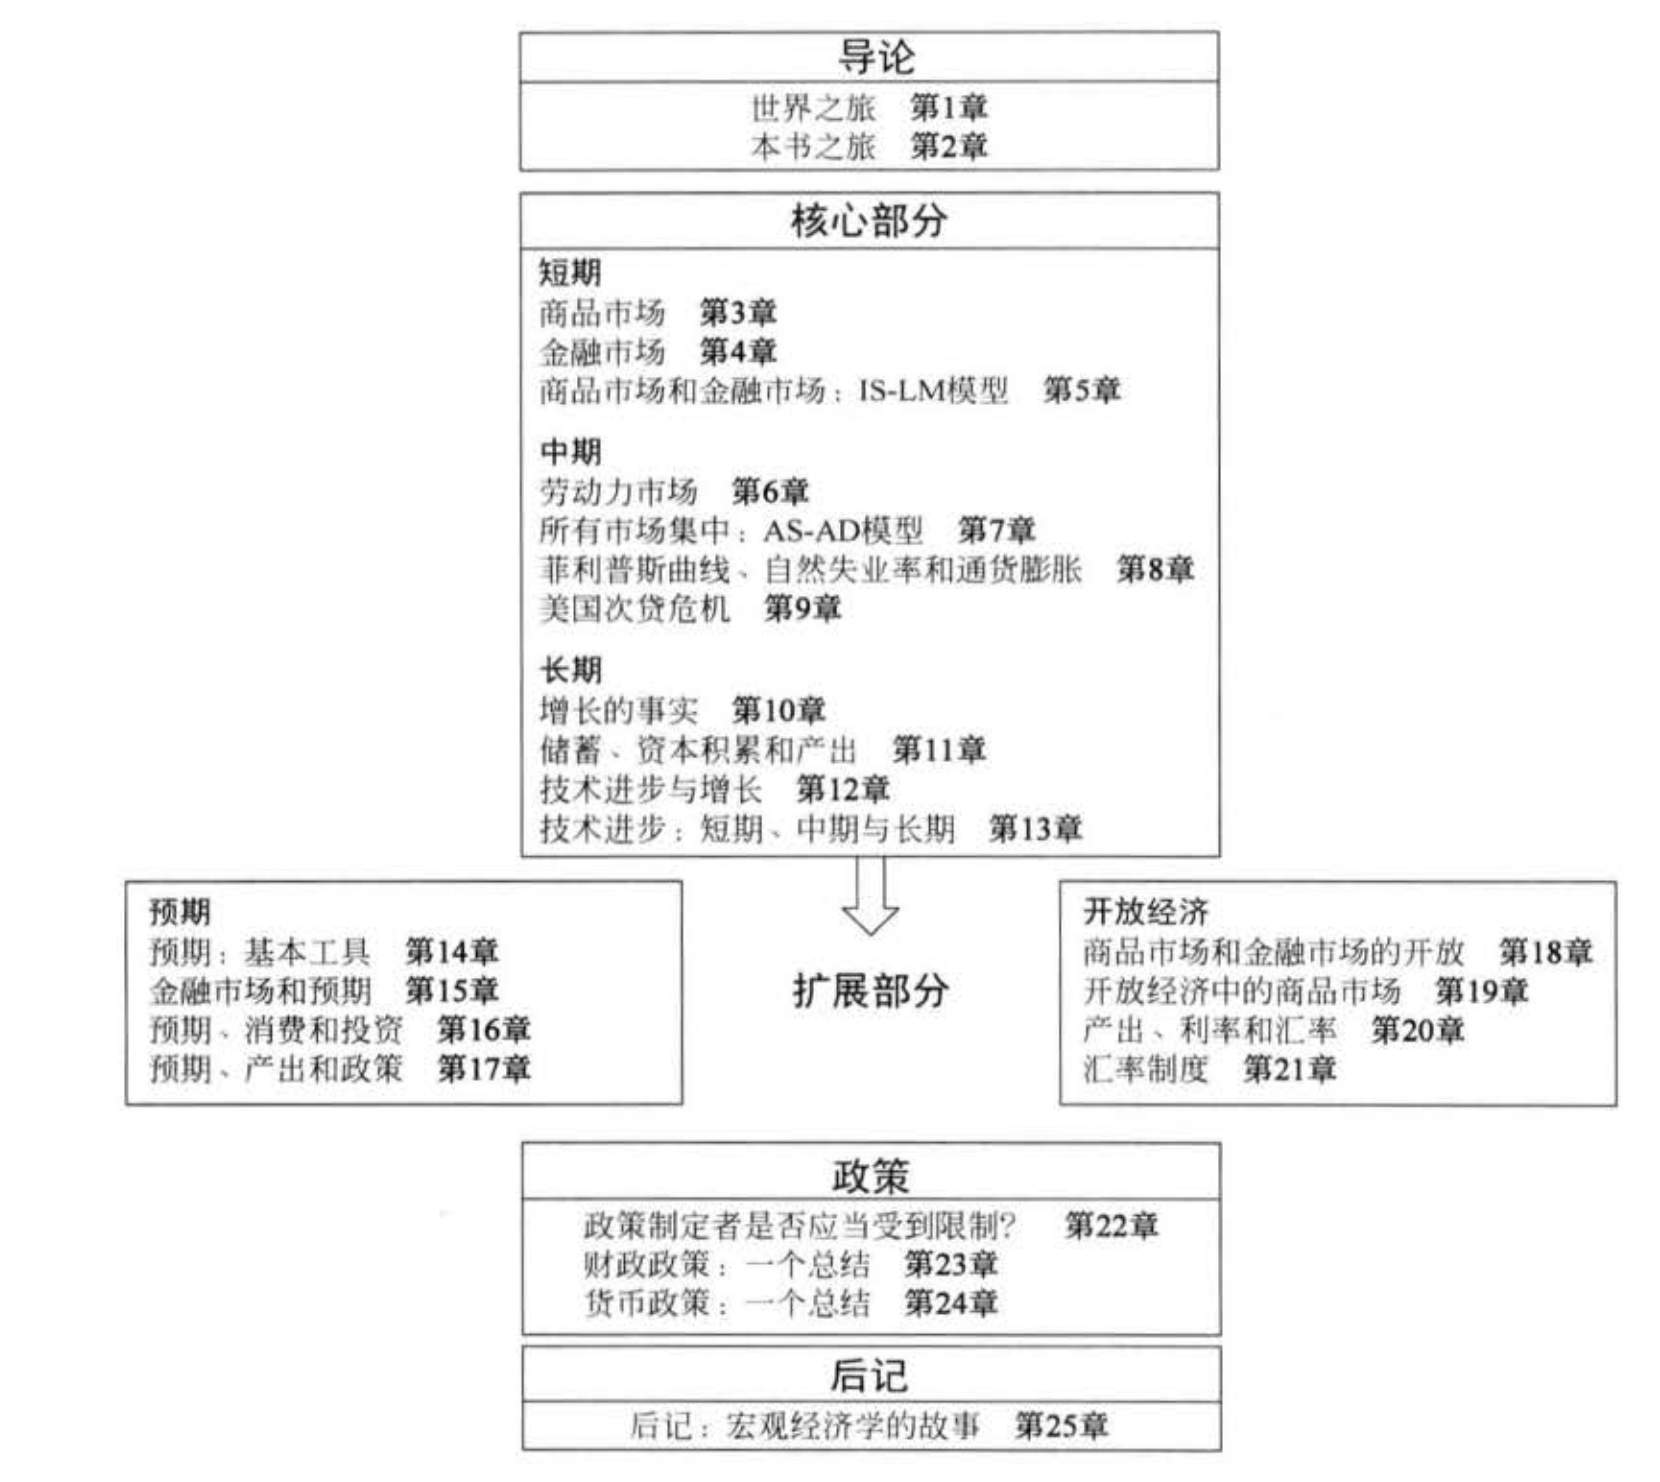 导论
世界之旅 第1章
本书之旅 第2章
核心部分
短期
商品市场 第3章
金融市场 第4章
商品市场和金融市场：IS-LM模型 第5章
中期
劳动力市场 第6章
所有市场集中：AS-AD模型 第7章
菲利普斯曲线、自然失业率和通货膨胀 第8章
美国次贷危机 第9章
长期
增长的事实 第10章
储蓄、资本积累和产出 第11章
技术进步与增长 第12章
技术进步：短期、中期与长期 第13章
预期
预期：基本工具 第14章
金融市场和预期 第15章
预期、消费和投资 第16章
预期、产出和政策 第17章
扩展部分
开放经济
商品市场和金融市场的开放 第18章
开放经济中的商品市场 第19章
产出、利率和汇率 第20章
汇率制度 第21章
政策
政策制定者是否应当受到限制？ 第22章
财政政策：一个总结 第23章
货币政策：一个总结 第24章
后记
后记：宏观经济学的故事 第25章